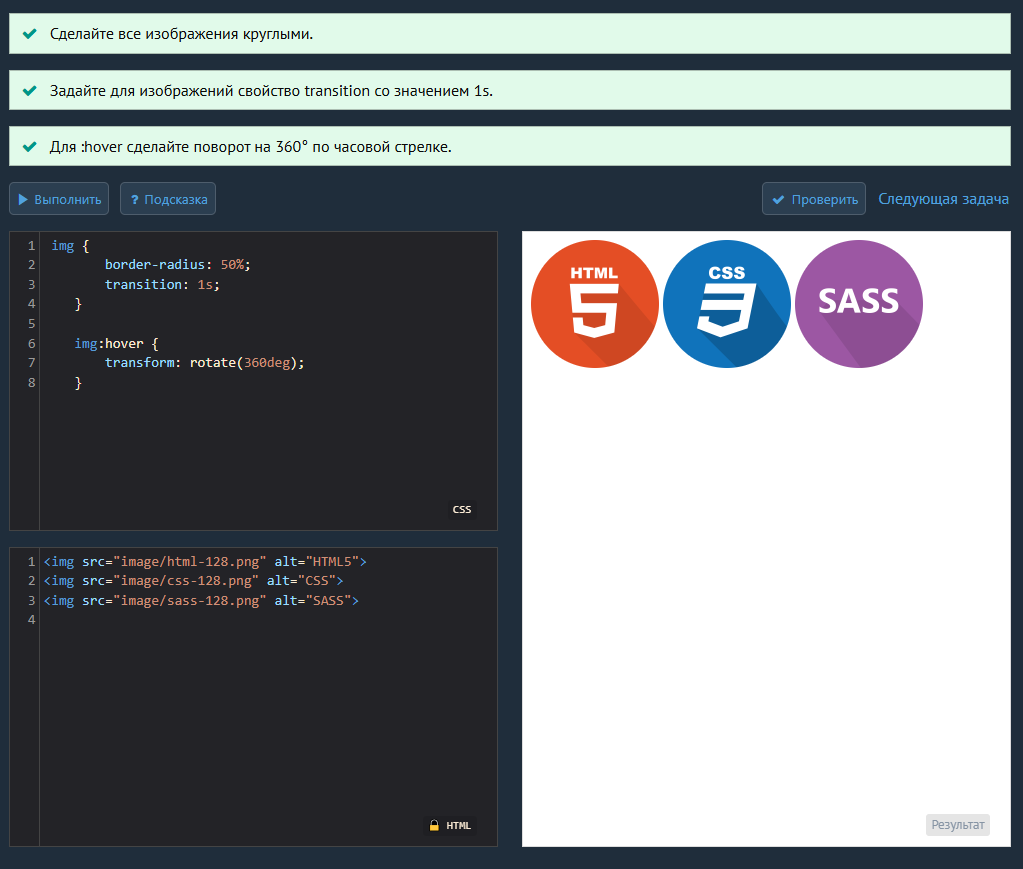 Сделайте все изображения круглыми.
Задайте для изображений свойство transition со значением 1s.
Для :hover сделайте поворот на 360° по часовой стрелке.
Выполнить ? Подсказка Проверить Следующая задача
1 img {
2 border-radius: 50%;
3 transition: 1s;
4 }
5
6 img:hover {
7 transform: rotate(360deg);
8 }
CSS
1 <img src="image/html-128.png" alt="HTML5">
2 <img src="image/css-128.png" alt="CSS">
3 <img src="image/sass-128.png" alt="SASS">
4
HTML
HTML 5
CSS 3
SASS
Результат